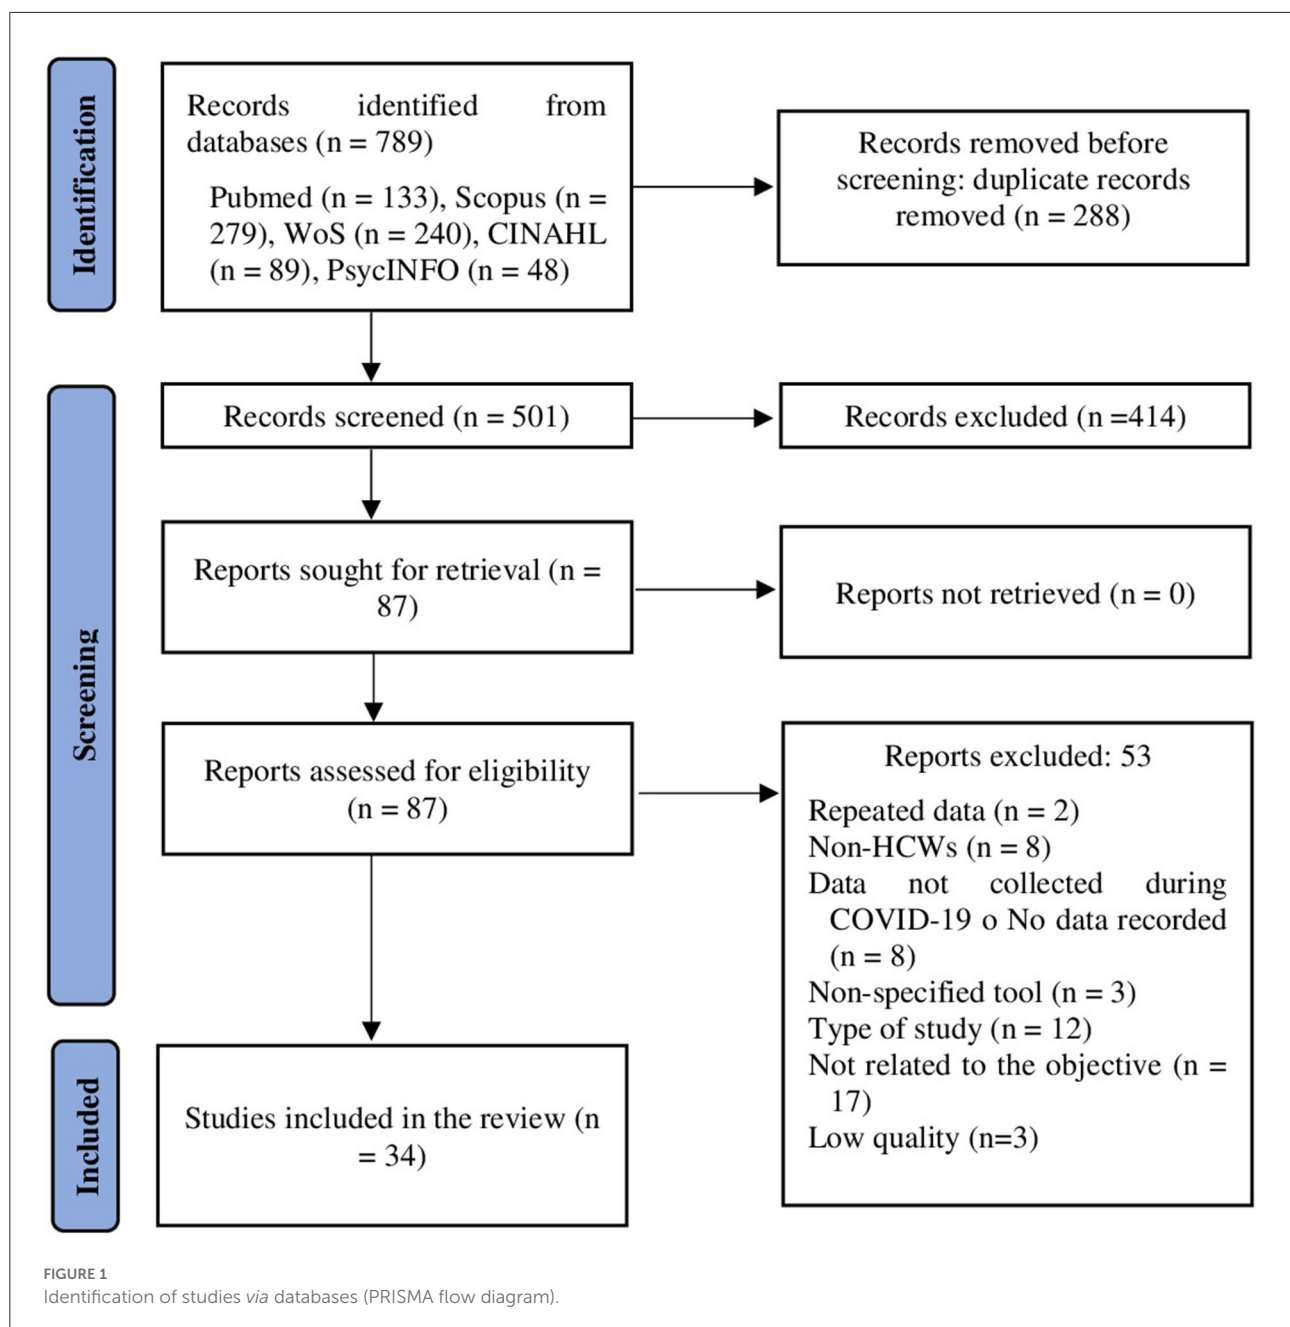 Identification
Records identified from
databases (n = 789)
Pubmed (n = 133), Scopus (n =
279), WoS (n = 240), CINAHL
(n = 89), PsycINFO (n = 48)
Records removed before
screening: duplicate records
removed (n = 288)
Screening
Records screened (n = 501)
Records excluded (n =414)
Reports sought for retrieval (n =
87)
Reports not retrieved (n = 0)
Reports assessed for eligibility
(n = 87)
Reports excluded: 53
Repeated data (n = 2)
Non-HCWs (n = 8)
Data not collected during
COVID-19 o No data recorded
(n = 8)
Non-specified tool (n = 3)
Type of study (n = 12)
Not related to the objective (n =
17)
Low quality (n=3)
Included
Studies included in the review (n
= 34)
FIGURE 1
Identification of studies via databases (PRISMA flow diagram).